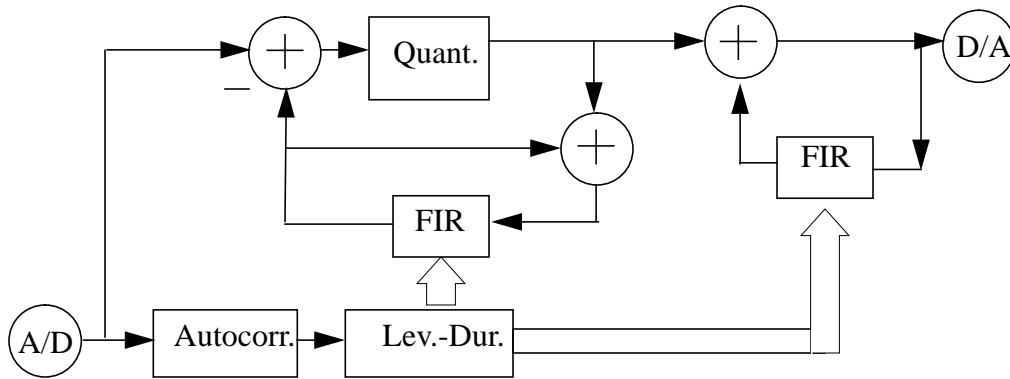 Quant.
D/A
FIR
FIR
A/D
Autocorr.
Lev.-Dur.